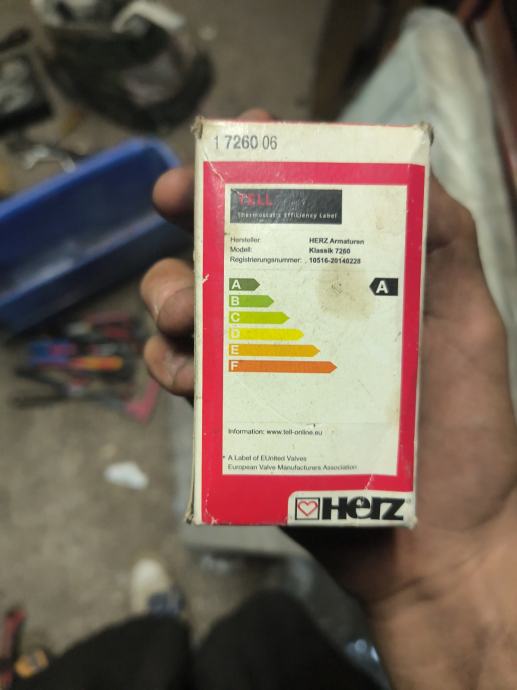 1 7260 06
TELL
Thermostatic Efficiency Label
Hersteller: HERZ Armaturen
Modell: Klassik 7260
Registrierungsnummer: 10516-20140228
A A
B
C
D
E
F
Information: www.tell-online.eu
A Label of EUnited Valves
European Valve Manufacturers Association
HERZ